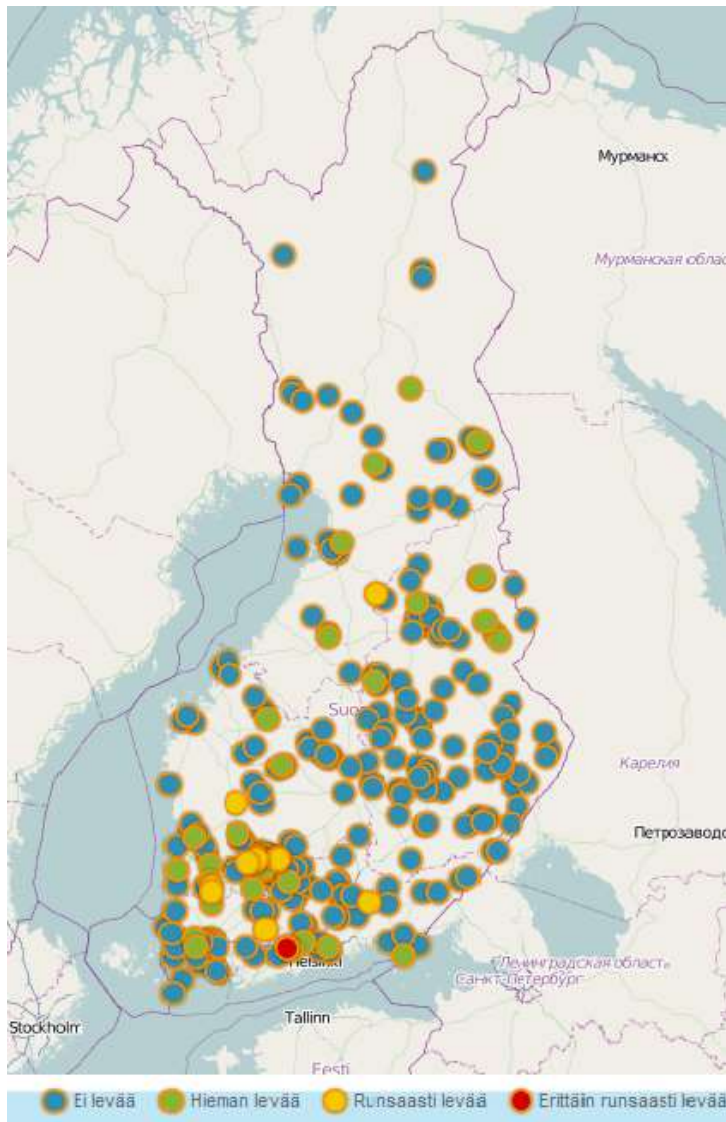 Мурманск
Мурманская облас
Suo
Карелия
Петрозаводс
Helsinki
"Ленинградская область,
Санкт-Петербург"
Stockholm
Tallinn
Eesti
Ei levää
Hieman levää
Runsaasti levää
Erittäin runsaasti levää